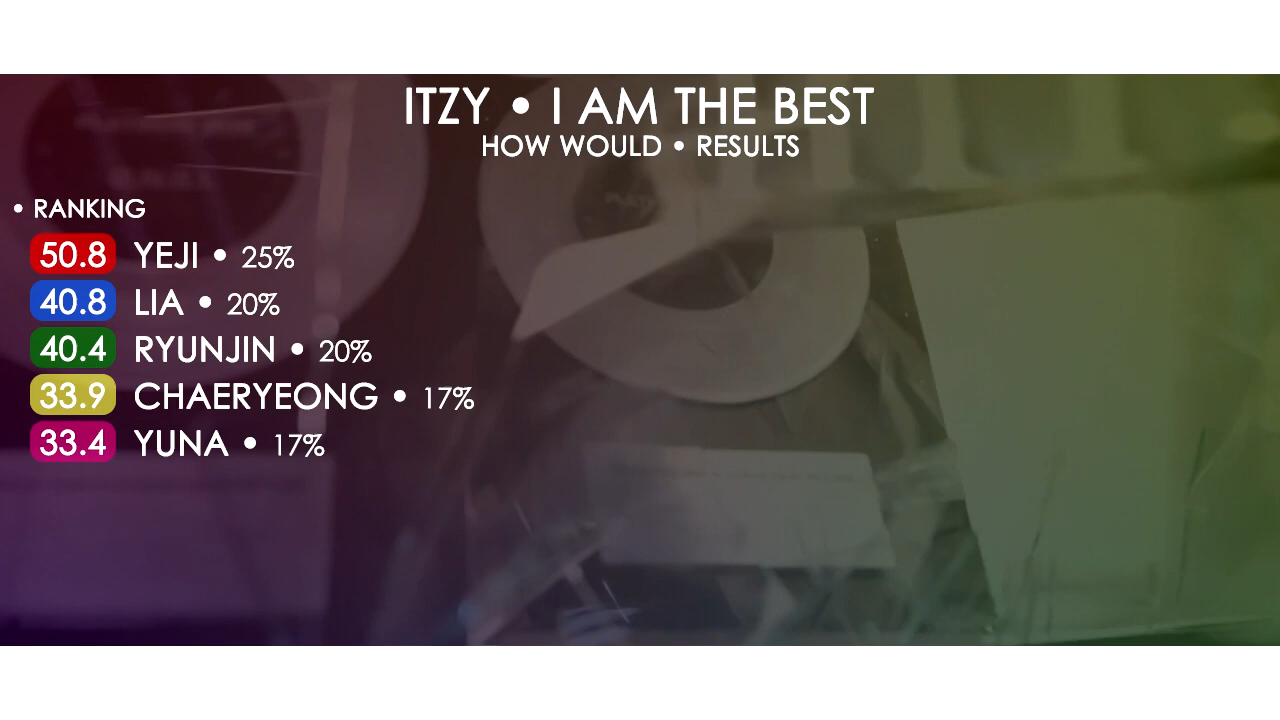 ITZY • I AM THE BEST
HOW WOULD • RESULTS
• RANKING
50.8 YEJI • 25%
40.8 LIA • 20%
40.4 RYUNJIN • 20%
33.9 CHAERYEONG • 17%
33.4 YUNA • 17%